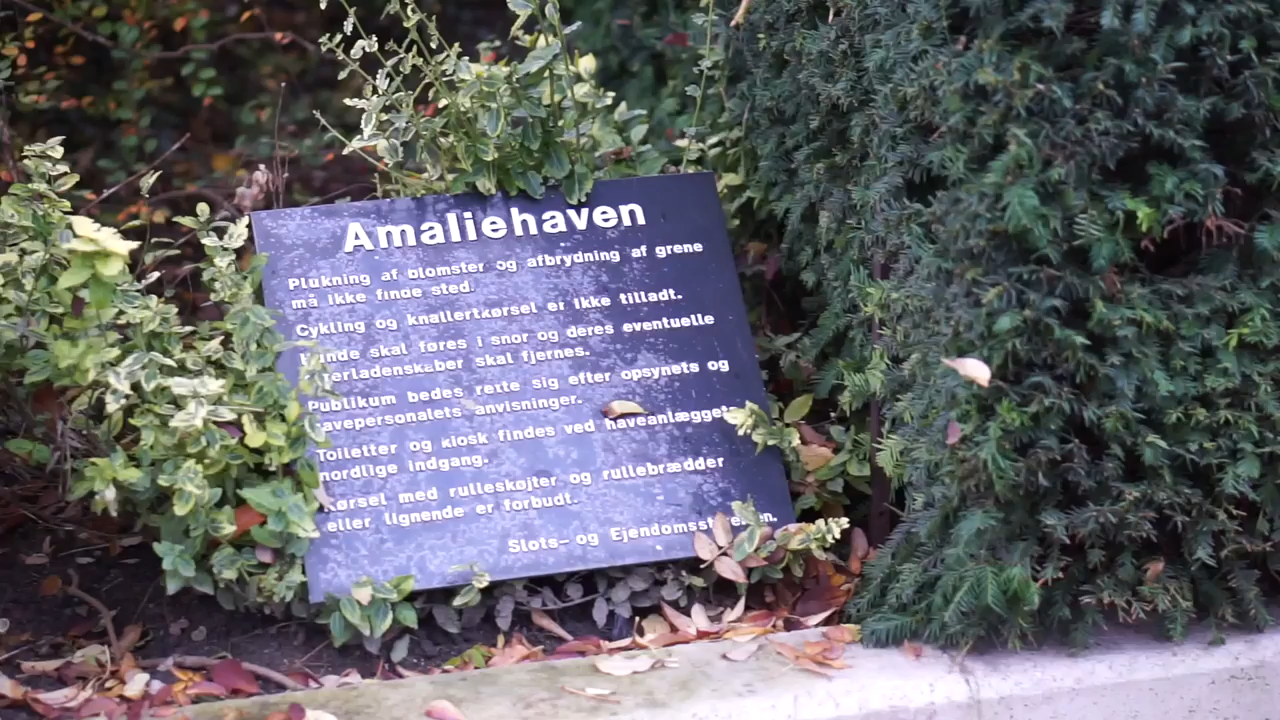 Amaliehaven
Plukning af blomster og afbrydning af grene
må ikke finde sted.
Cykling og knallertkørsel er ikke tilladt.
Hunde skal føres i snor og deres eventuelle
efterladenskaber skal fjernes.
Publikum bedes rette sig efter opsynets og
havepersonalets anvisninger.
Toiletter og kiosk findes ved haveanlæggets
nordlige indgang.
Kørsel med rulleskøjter og rullebrædder
eller lignende er forbudt.
Slots- og Ejendomsstyrelsen.